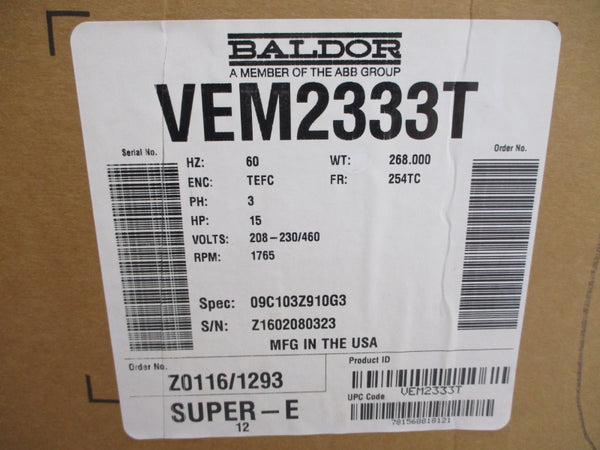 BALDOR
A MEMBER OF THE ABB GROUP
VEM2333T
Serial No.
Order No.
HZ: 60 WT: 268.000
ENC: TEFC FR: 254TC
PH: 3
HP: 15
VOLTS: 208-230/460
RPM: 1765
Spec: 09C103Z910G3
S/N: Z1602080323
MFG IN THE USA
Order No.
Z0116/1293
Product ID
VEM2333T
SUPER-E
12
UPC Code
781568818121